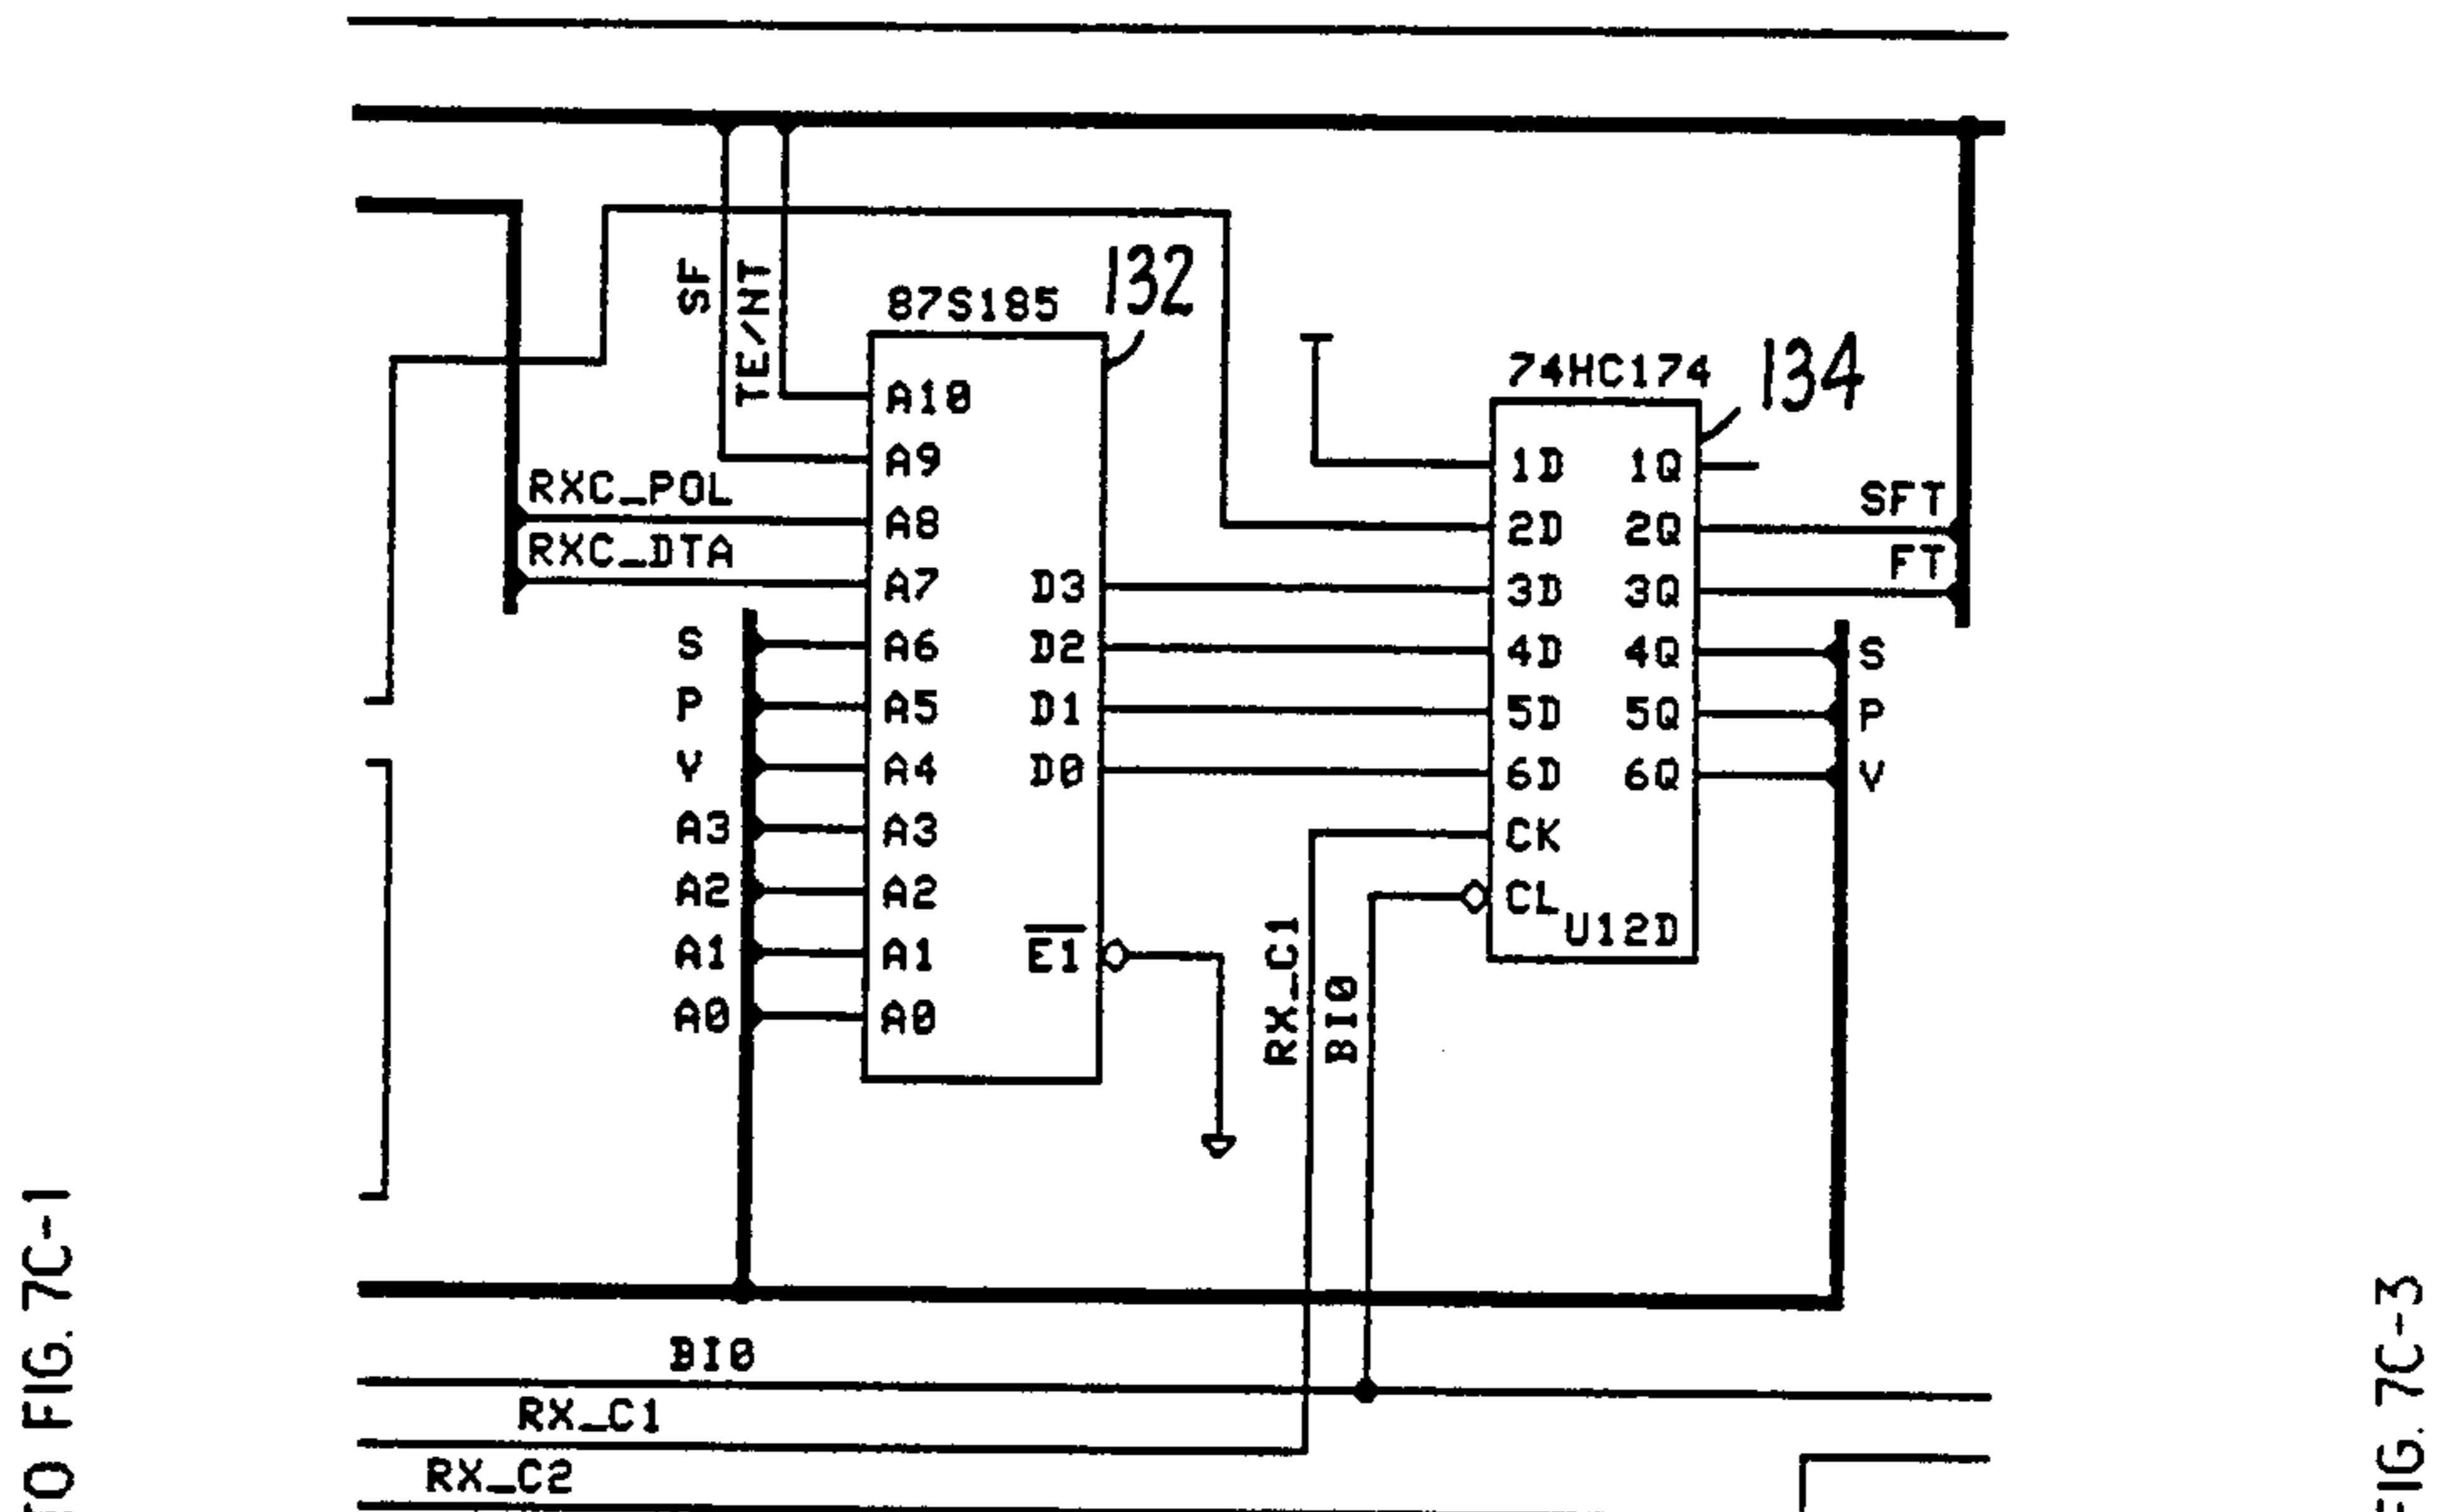 SF
TE/NT
87S185
132
74HC174
134
A10
A9
RXC_POL
A8
RXC_DTA
A7
D3
S
A6
D2
P
A5
D1
V
A4
D0
A3
A3
A2
A2
A1
A1
E1
A0
A0
1D
1Q
2D
2Q
SFT
3D
3Q
FT
4D
4Q
S
5D
5Q
P
6D
6Q
V
CK
CL
U12D
RX_C1
BI0
BI0
RX_C1
RX_C2
TO FIG. 7C-1
FIG. 7C-3